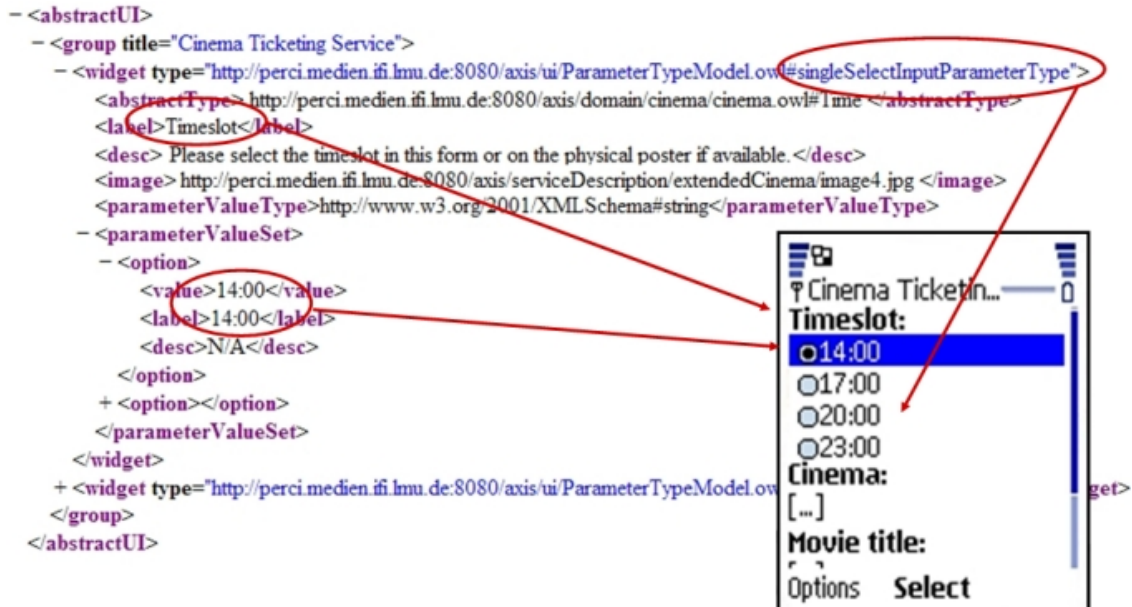 − <abstractUI>
− <group title="Cinema Ticketing Service">
− <widget type="http://perci.medien.ifi.lmu.de:8080/axis/ui/ParameterTypeModel.owl#singleSelectInputParameterType">
<abstractType> http://perci.medien.ifi.lmu.de:8080/axis/domain/cinema/cinema.owl#Time </abstractType>
<label>Timeslot</label>
<desc> Please select the timeslot in this form or on the physical poster if available. </desc>
<image> http://perci.medien.ifi.lmu.de:8080/axis/serviceDescription/extendedCinema/image4.jpg </image>
<parameterValueType>http://www.w3.org/2001/XMLSchema#string</parameterValueType>
− <parameterValueSet>
− <option>
<value>14:00</value>
<label>14:00</label>
<desc>N/A</desc>
</option>
+ <option></option>
</parameterValueSet>
</widget>
+ <widget type="http://perci.medien.ifi.lmu.de:8080/axis/ui/ParameterTypeModel.ow get>
</group>
</abstractUI>
Cinema Ticketin...
Timeslot:
14:00
17:00
20:00
23:00
Cinema:
[...]
Movie title:
Options Select